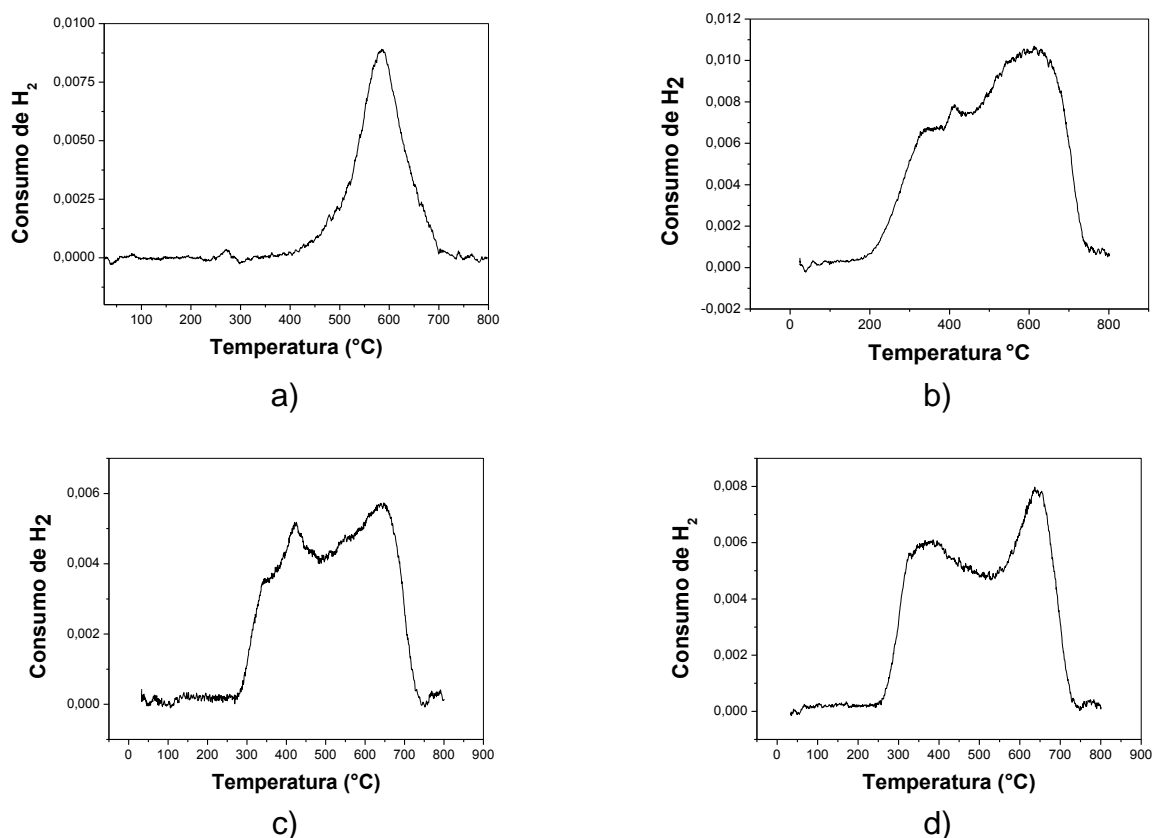 0,0100
0,0075
0,0050
0,0025
0,0000
Consumo de H₂
100 200 300 400 500 600 700 800
Temperatura (°C)
a)
0,012
0,010
0,008
0,006
0,004
0,002
0,000
-0,002
Consumo de H2
0 200 400 600 800
Temperatura °C
b)
0,006
0,004
0,002
0,000
Consumo de H2
0 100 200 300 400 500 600 700 800 900
Temperatura (°C)
c)
0,008
0,006
0,004
0,002
0,000
Consumo de H₂
0 100 200 300 400 500 600 700 800 900
Temperatura (°C)
d)